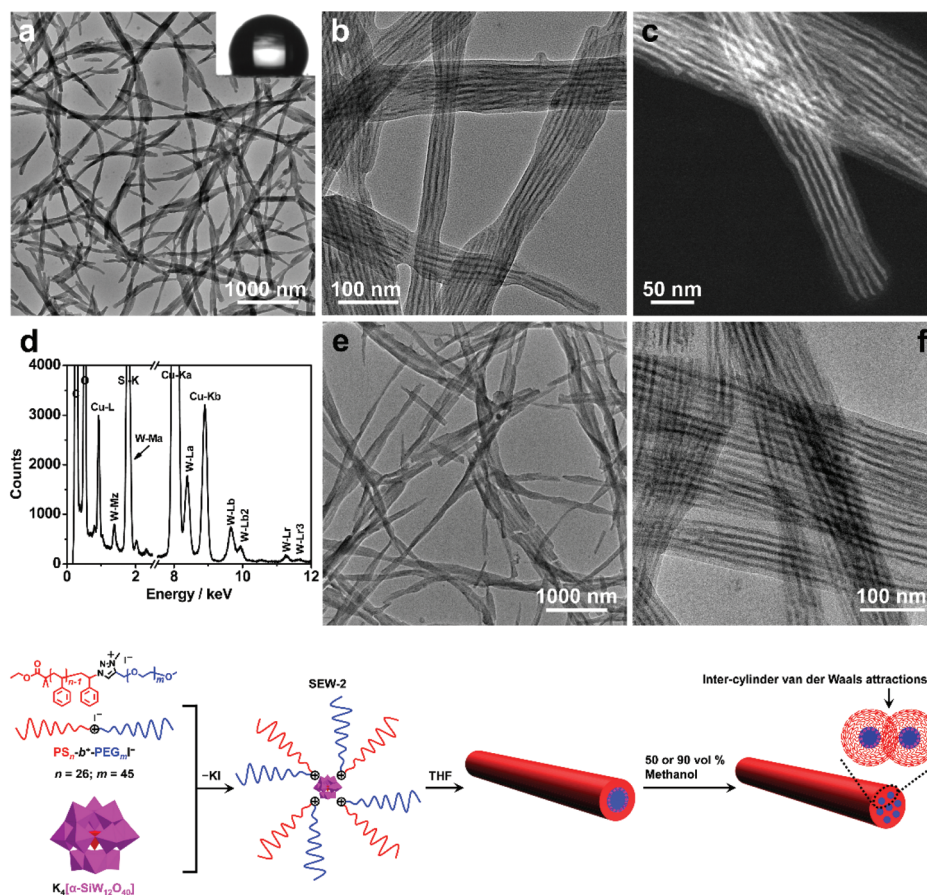 a
1000 nm
b
100 nm
c
50 nm
d
4000
3000
2000
1000
0
Counts
C
O
Cu-L
W-Mz
Si-K
W-Ma
Cu-Ka
W-La
Cu-Kb
W-Lb
W-Lb2
W-Lr
W-Lr3
0 2 8 10 12
Energy / keV
e
1000 nm
f
100 nm
O
O
n-1
N-N
N
+
I⁻
O
m
O
I⁻
⊕
PSn-b⁺-PEGmI⁻
n = 26; m = 45
K₄[α-SiW₁₂O₄₀]
−KI
SEW-2
⊕ ⊕
⊕ ⊕
THF
50 or 90 vol %
Methanol
Inter-cylinder van der Waals attractions